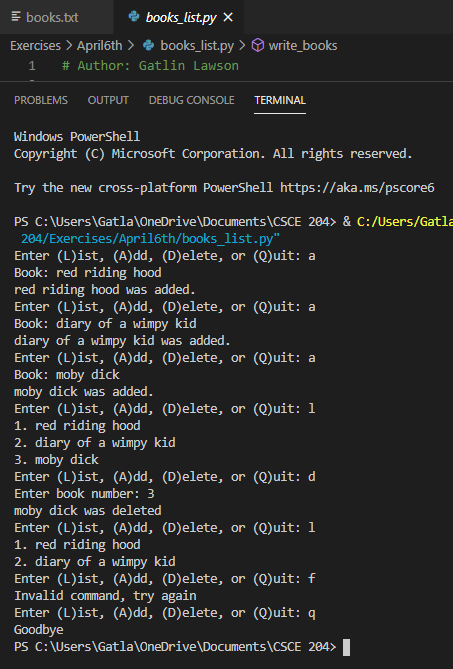 books.txt books_list.py
Exercises > April6th > books_list.py > write_books
1 # Author: Gatlin Lawson
PROBLEMS OUTPUT DEBUG CONSOLE TERMINAL
Windows PowerShell
Copyright (C) Microsoft Corporation. All rights reserved.
Try the new cross-platform PowerShell https://aka.ms/pscore6
PS C:\Users\Gatla\OneDrive\Documents\CSCE 204> & C:/Users/Gatla
204/Exercises/April6th/books_list.py"
Enter (L)ist, (A)dd, (D)elete, or (Q)uit: a
Book: red riding hood
red riding hood was added.
Enter (L)ist, (A)dd, (D)elete, or (Q)uit: a
Book: diary of a wimpy kid
diary of a wimpy kid was added.
Enter (L)ist, (A)dd, (D)elete, or (Q)uit: a
Book: moby dick
moby dick was added.
Enter (L)ist, (A)dd, (D)elete, or (Q)uit: l
1. red riding hood
2. diary of a wimpy kid
3. moby dick
Enter (L)ist, (A)dd, (D)elete, or (Q)uit: d
Enter book number: 3
moby dick was deleted
Enter (L)ist, (A)dd, (D)elete, or (Q)uit: l
1. red riding hood
2. diary of a wimpy kid
Enter (L)ist, (A)dd, (D)elete, or (Q)uit: f
Invalid command, try again
Enter (L)ist, (A)dd, (D)elete, or (Q)uit: q
Goodbye
PS C:\Users\Gatla\OneDrive\Documents\CSCE 204>